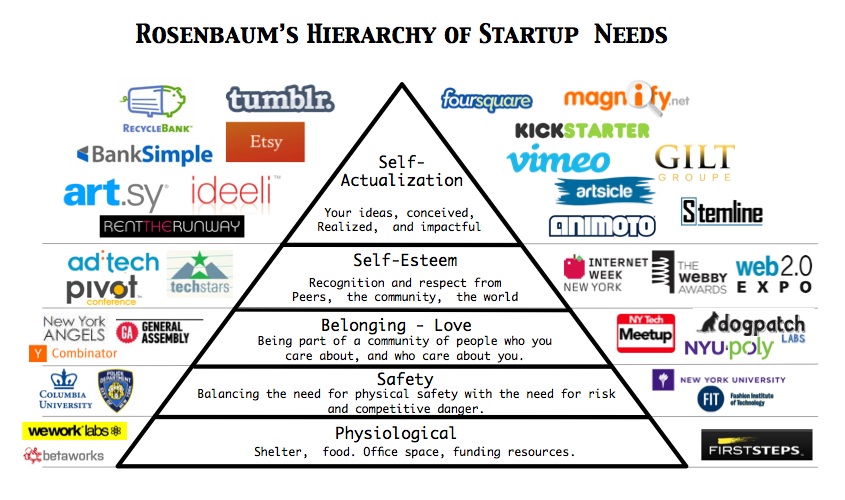 ROSENBAUM'S HIERARCHY OF STARTUP NEEDS
RECYCLEBANK
tumblr.
foursquare
magnify.net
BankSimple
Etsy
KICKSTARTER
vimeo
GILT
GROUPE
art.sy
ideeli
artsicle
RENTTHERUNWAY
ANIMOTO
Stemline
Self-
Actualization
Your ideas, conceived,
Realized, and impactful
ad:tech
pivot
conference
techstars
Self-Esteem
Recognition and respect from
Peers, the community, the world
INTERNET
WEEK
NEW YORK
THE
WEBBY
AWARDS
web2.0
EXPO
New York
ANGELS
GA GENERAL
ASSEMBLY
Y Combinator
Belonging - Love
Being part of a community of people who you
care about, and who care about you.
NY Tech
Meetup
dogpatch
LABS
NYU:poly
COLUMBIA
UNIVERSITY
POLICE
Safety
Balancing the need for physical safety with the need for risk
and competitive danger.
NEW YORK UNIVERSITY
FIT
Fashion Institute
of Technology
wework labs
betaworks
Physiological
Shelter, food. Office space, funding resources.
FIRSTSTEPS